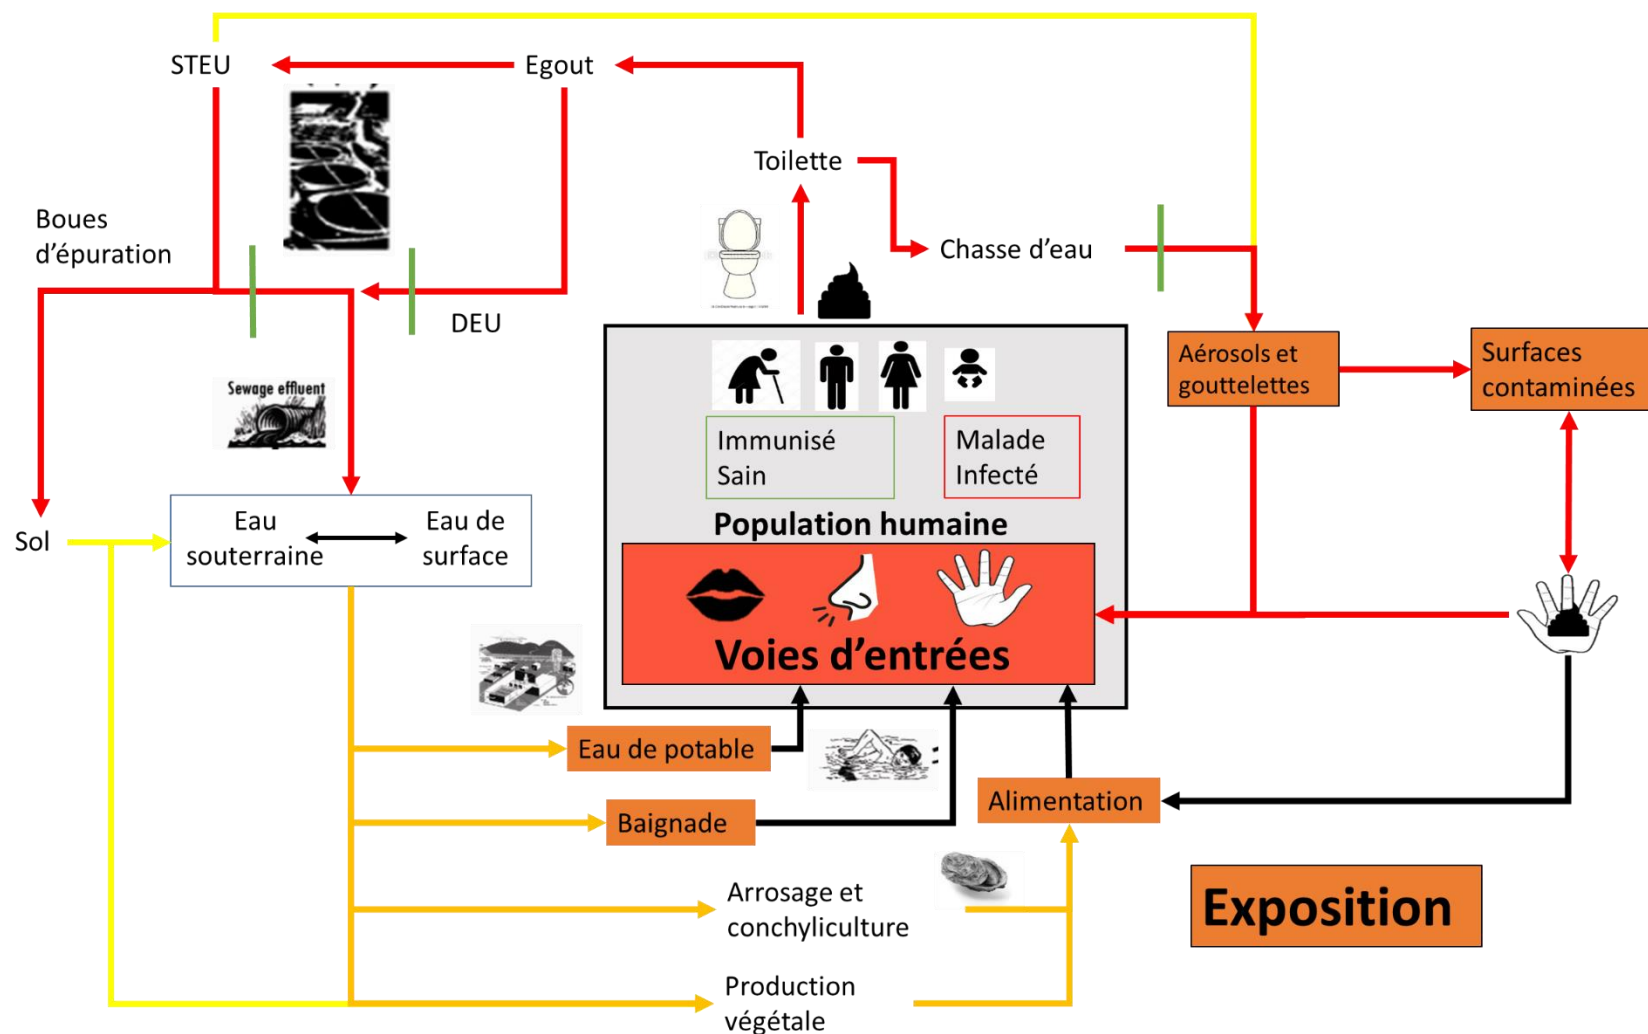 STEU
Egout
Toilette
Boues
d'épuration
Chasse d'eau
DEU
Sewage effluent
Aérosols et
gouttelettes
Surfaces
contaminées
Immunisé
Sain
Malade
Infecté
Population humaine
Sol
Eau
souterraine
Eau de
surface
Voies d'entrées
Eau de potable
Baignade
Alimentation
Arrosage et
conchyliculture
Exposition
Production
végétale